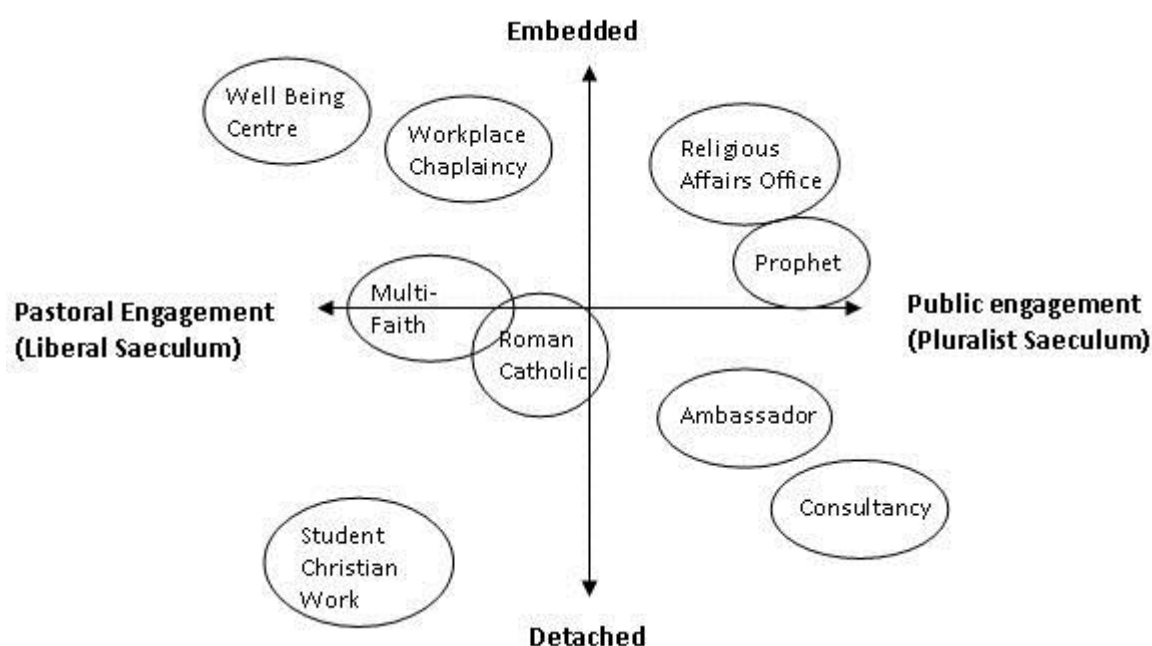 Embedded
Well Being
Centre
Workplace
Chaplaincy
Religious
Affairs Office
Prophet
Pastoral Engagement
(Liberal Saeculum)
Multi-
Faith
Roman
Catholic
Public engagement
(Pluralist Saeculum)
Ambassador
Consultancy
Student
Christian
Work
Detached